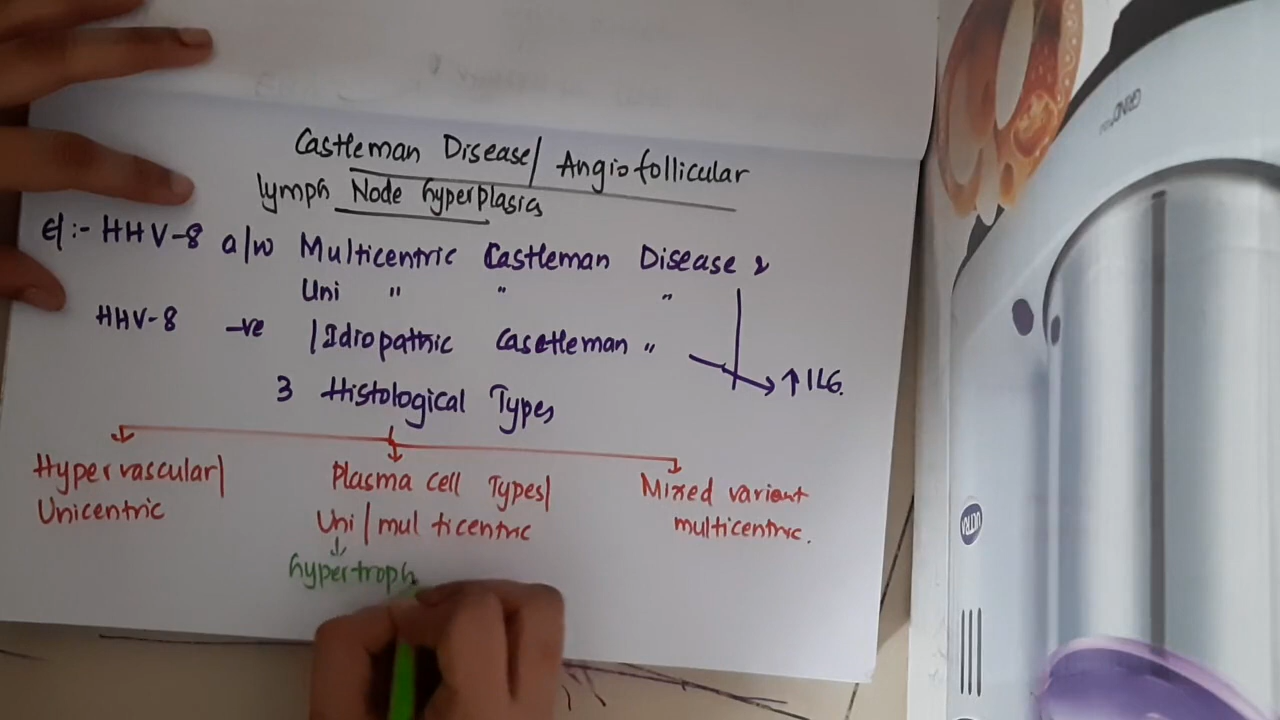 Castleman Disease/ Angiofollicular
lymph Node hyperplasia
e/:- HHV-8 a/w Multicentric Castleman Disease &
Uni " " "
HHV-8 -ve /Idiopathic Castleman " → ↑ IL6.
3 Histological Types
Hypervascular/
Unicentric
Plasma cell Types/
Uni/multicentric
Mixed variant
multicentric.
hypertroph
ULTRA